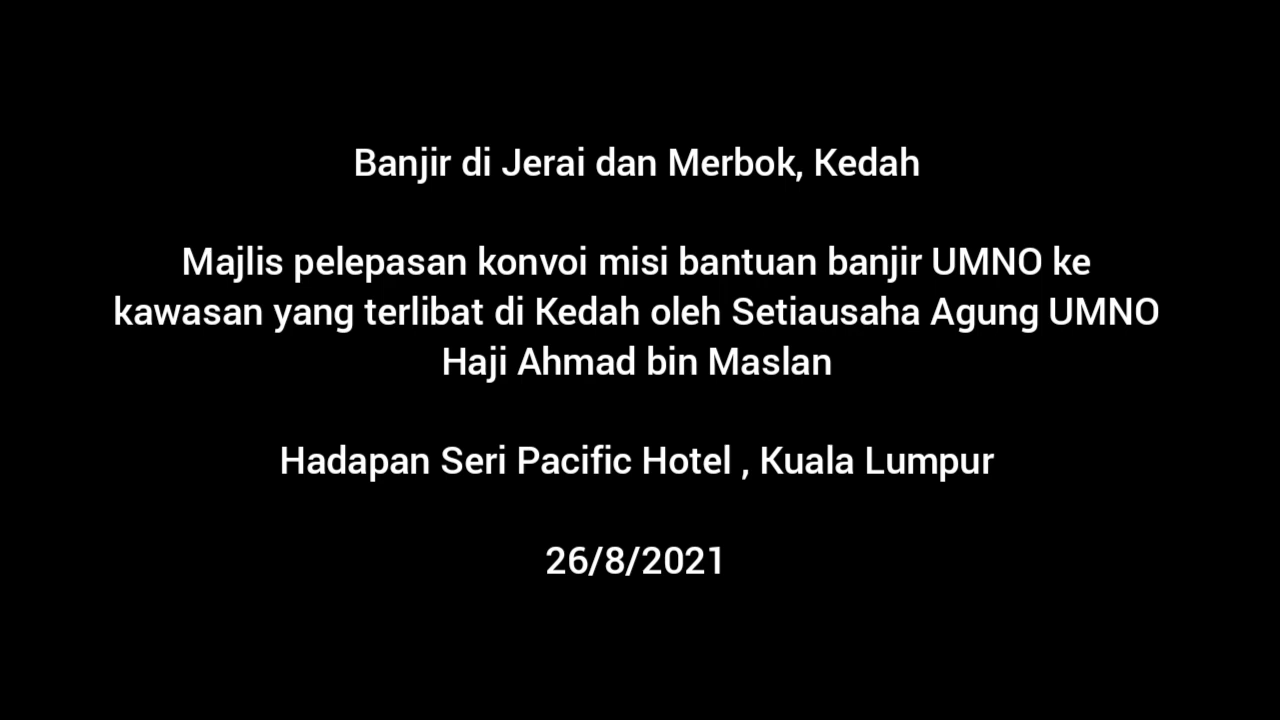 Banjir di Jerai dan Merbok, Kedah
Majlis pelepasan konvoi misi bantuan banjir UMNO ke
kawasan yang terlibat di Kedah oleh Setiausaha Agung UMNO
Haji Ahmad bin Maslan
Hadapan Seri Pacific Hotel , Kuala Lumpur
26/8/2021